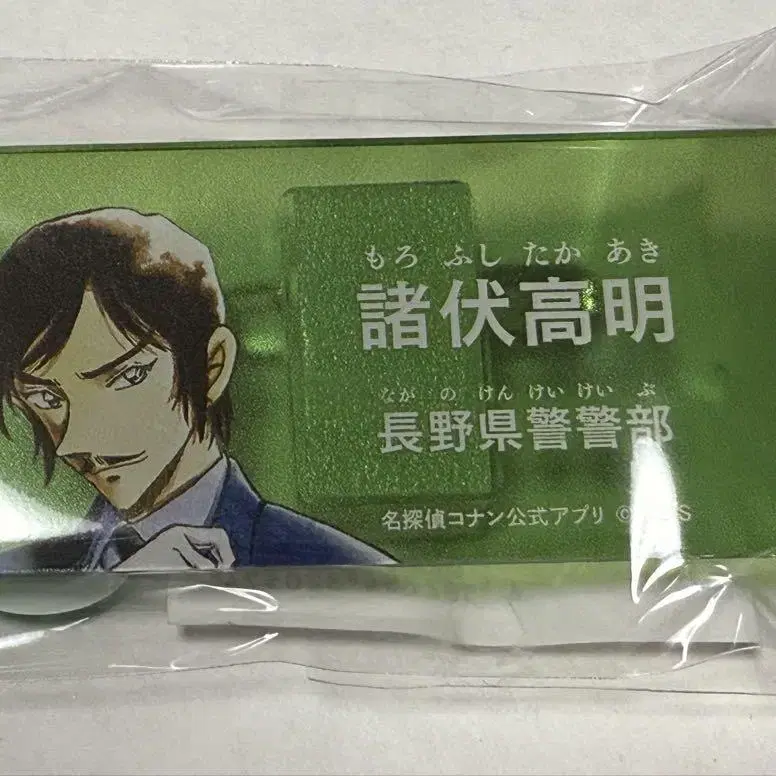 もろ ふし たか あき
諸伏高明
なが の けん けい けい ぶ
長野県警警部
名探偵コナン公式アプリ ©